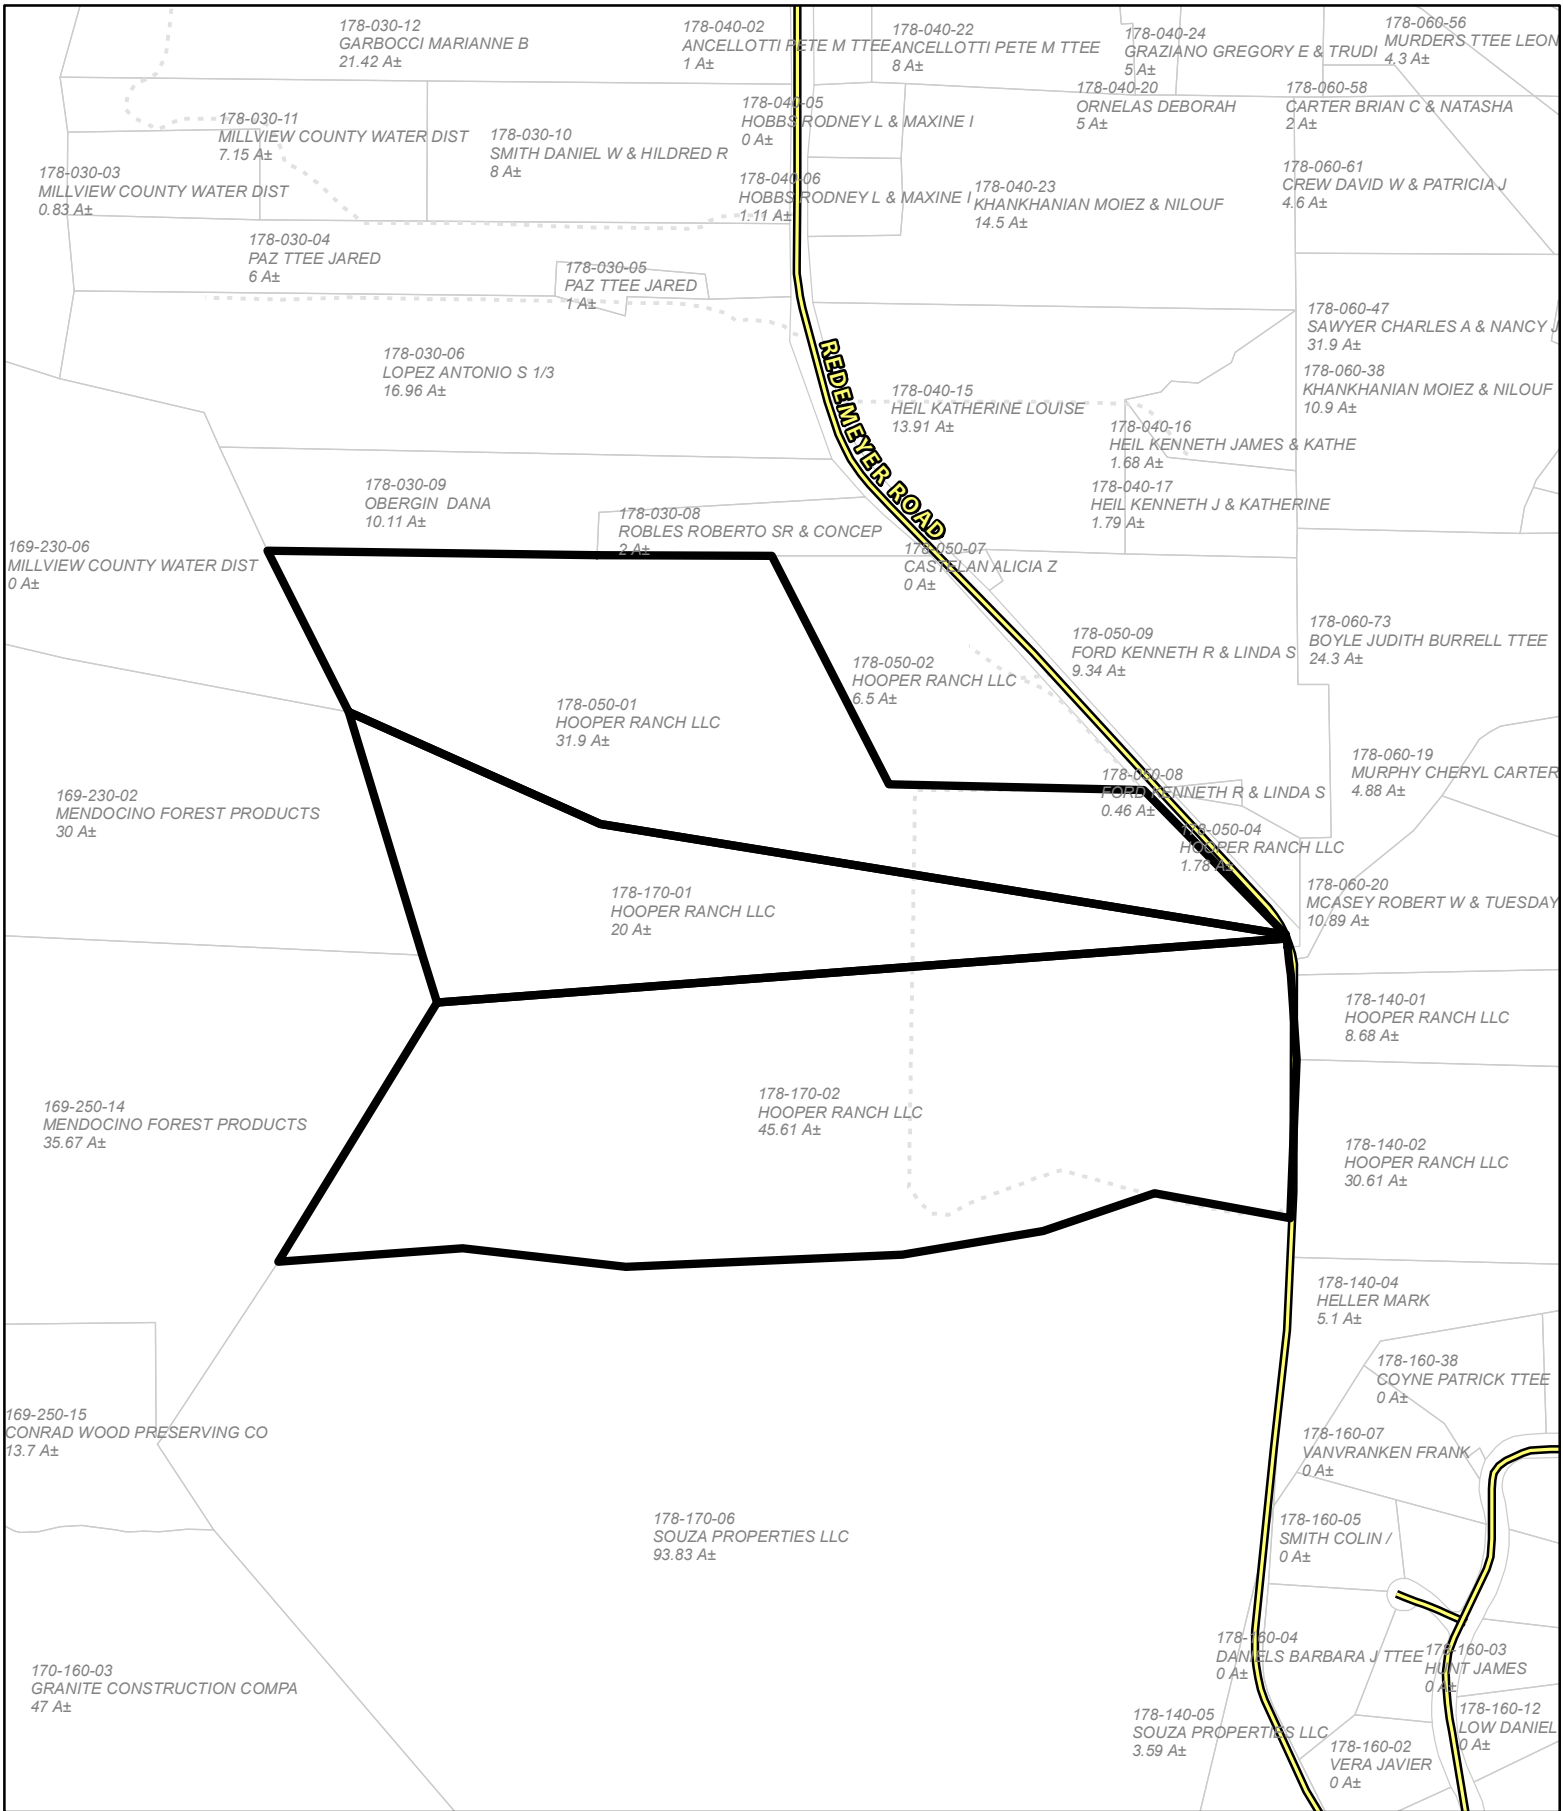 178-030-12
GARBOCCI MARIANNE B
21.42 A±
178-040-02
ANCELLOTTI PETE M TTEE
1 A±
178-040-22
ANCELLOTTI PETE M TTEE
8 A±
178-040-24
GRAZIANO GREGORY E & TRUDI
5 A±
178-060-56
MURDERS TTEE LEON
4.3 A±
178-030-11
MILLVIEW COUNTY WATER DIST
7.15 A±
178-030-10
SMITH DANIEL W & HILDRED R
8 A±
178-040-05
HOBBS RODNEY L & MAXINE I
0 A±
178-040-20
ORNELAS DEBORAH
5 A±
178-060-58
CARTER BRIAN C & NATASHA
2 A±
178-030-03
MILLVIEW COUNTY WATER DIST
0.83 A±
178-040-06
HOBBS RODNEY L & MAXINE I
1.11 A±
178-040-23
KHANKHANIAN MOIEZ & NILOUF
14.5 A±
178-060-61
CREW DAVID W & PATRICIA J
4.6 A±
178-030-04
PAZ TTEE JARED
6 A±
178-030-05
PAZ TTEE JARED
1 A±
178-060-47
SAWYER CHARLES A & NANCY J
31.9 A±
178-030-06
LOPEZ ANTONIO S 1/3
16.96 A±
REDEMEYER ROAD
178-040-15
HEIL KATHERINE LOUISE
13.91 A±
178-060-38
KHANKHANIAN MOIEZ & NILOUF
10.9 A±
178-040-16
HEIL KENNETH JAMES & KATHE
1.68 A±
178-030-09
OBERGIN DANA
10.11 A±
178-030-08
ROBLES ROBERTO SR & CONCEP
2 A±
178-040-17
HEIL KENNETH J & KATHERINE
1.79 A±
169-230-06
MILLVIEW COUNTY WATER DIST
0 A±
178-050-07
CASTELAN ALICIA Z
0 A±
178-050-02
HOOPER RANCH LLC
6.5 A±
178-050-09
FORD KENNETH R & LINDA S
9.34 A±
178-060-73
BOYLE JUDITH BURRELL TTEE
24.3 A±
178-050-01
HOOPER RANCH LLC
31.9 A±
169-230-02
MENDOCINO FOREST PRODUCTS
30 A±
178-050-08
FORD KENNETH R & LINDA S
0.46 A±
178-060-19
MURPHY CHERYL CARTER
4.88 A±
178-050-04
HOOPER RANCH LLC
1.78 A±
178-170-01
HOOPER RANCH LLC
20 A±
178-060-20
MCASEY ROBERT W & TUESDAY
10.89 A±
178-140-01
HOOPER RANCH LLC
8.68 A±
169-250-14
MENDOCINO FOREST PRODUCTS
35.67 A±
178-170-02
HOOPER RANCH LLC
45.61 A±
178-140-02
HOOPER RANCH LLC
30.61 A±
178-140-04
HELLER MARK
5.1 A±
178-160-38
COYNE PATRICK TTEE
0 A±
169-250-15
CONRAD WOOD PRESERVING CO
13.7 A±
178-160-07
VANVRANKEN FRANK
0 A±
178-170-06
SOUZA PROPERTIES LLC
93.83 A±
178-160-05
SMITH COLIN /
0 A±
170-160-03
GRANITE CONSTRUCTION COMPA
47 A±
178-160-04
DANIELS BARBARA J TTEE
0 A±
178-160-03
HUNT JAMES
0 A±
178-140-05
SOUZA PROPERTIES LLC
3.59 A±
178-160-12
LOW DANIEL
0 A±
178-160-02
VERA JAVIER
0 A±